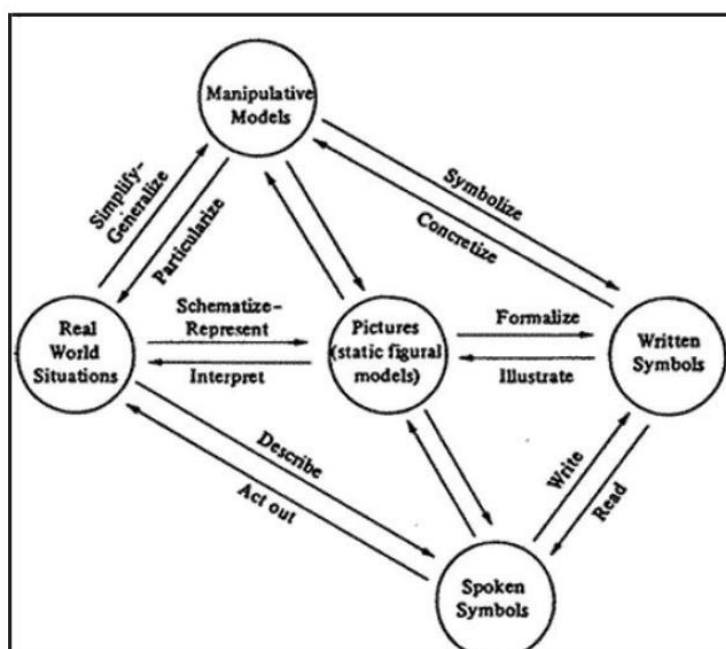 Manipulative
Models
Simplify-
Generalize
Particularize
Symbolize
Concretize
Real
World
Situations
Schematize-
Represent
Interpret
Pictures
(static figural
models)
Formalize
Illustrate
Written
Symbols
Describe
Act out
Write
Read
Spoken
Symbols